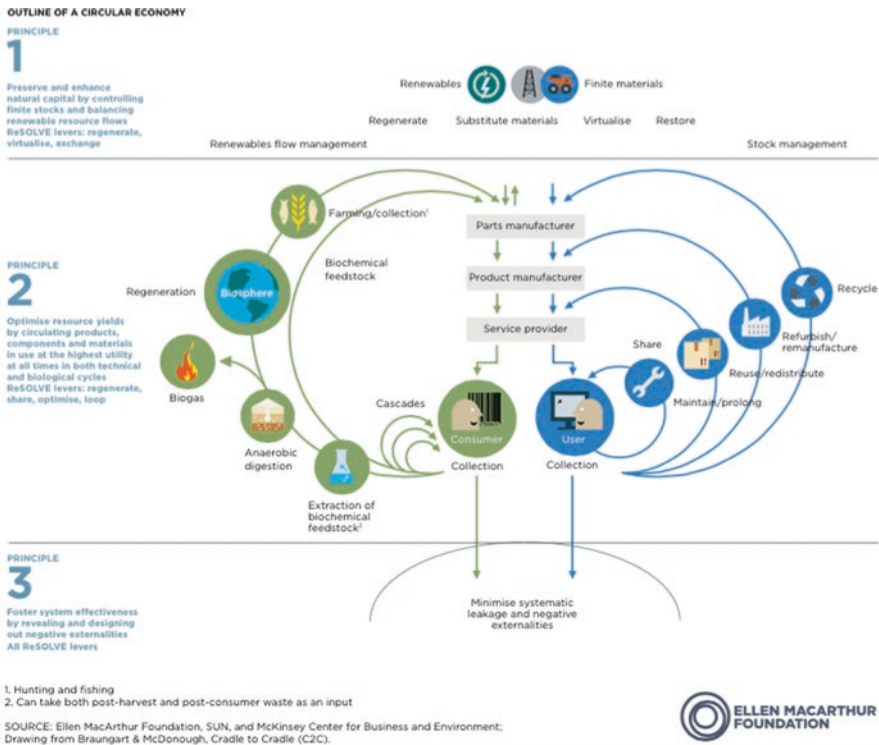 OUTLINE OF A CIRCULAR ECONOMY
PRINCIPLE
1
Preserve and enhance
natural capital by controlling
finite stocks and balancing
renewable resource flows
ReSOLVE levers: regenerate,
virtualise, exchange
Renewables
Finite materials
Regenerate
Substitute materials
Virtualise
Restore
Renewables flow management
Stock management
PRINCIPLE
2
Optimise resource yields
by circulating products,
components and materials
in use at the highest utility
at all times in both technical
and biological cycles
ReSOLVE levers: regenerate,
share, optimise, loop
Farming/collection¹
Biochemical
feedstock
Regeneration
Biosphere
Biogas
Anaerobic
digestion
Extraction of
biochemical
feedstock²
Cascades
Parts manufacturer
Product manufacturer
Service provider
Consumer
Collection
User
Collection
Share
Maintain/prolong
Reuse/redistribute
Refurbish/
remanufacture
Recycle
PRINCIPLE
3
Foster system effectiveness
by revealing and designing
out negative externalities
All ReSOLVE levers
Minimise systematic
leakage and negative
externalities
1. Hunting and fishing
2. Can take both post-harvest and post-consumer waste as an input
SOURCE: Ellen MacArthur Foundation, SUN, and McKinsey Center for Business and Environment;
Drawing from Braungart & McDonough, Cradle to Cradle (C2C).
ELLEN MACARTHUR
FOUNDATION